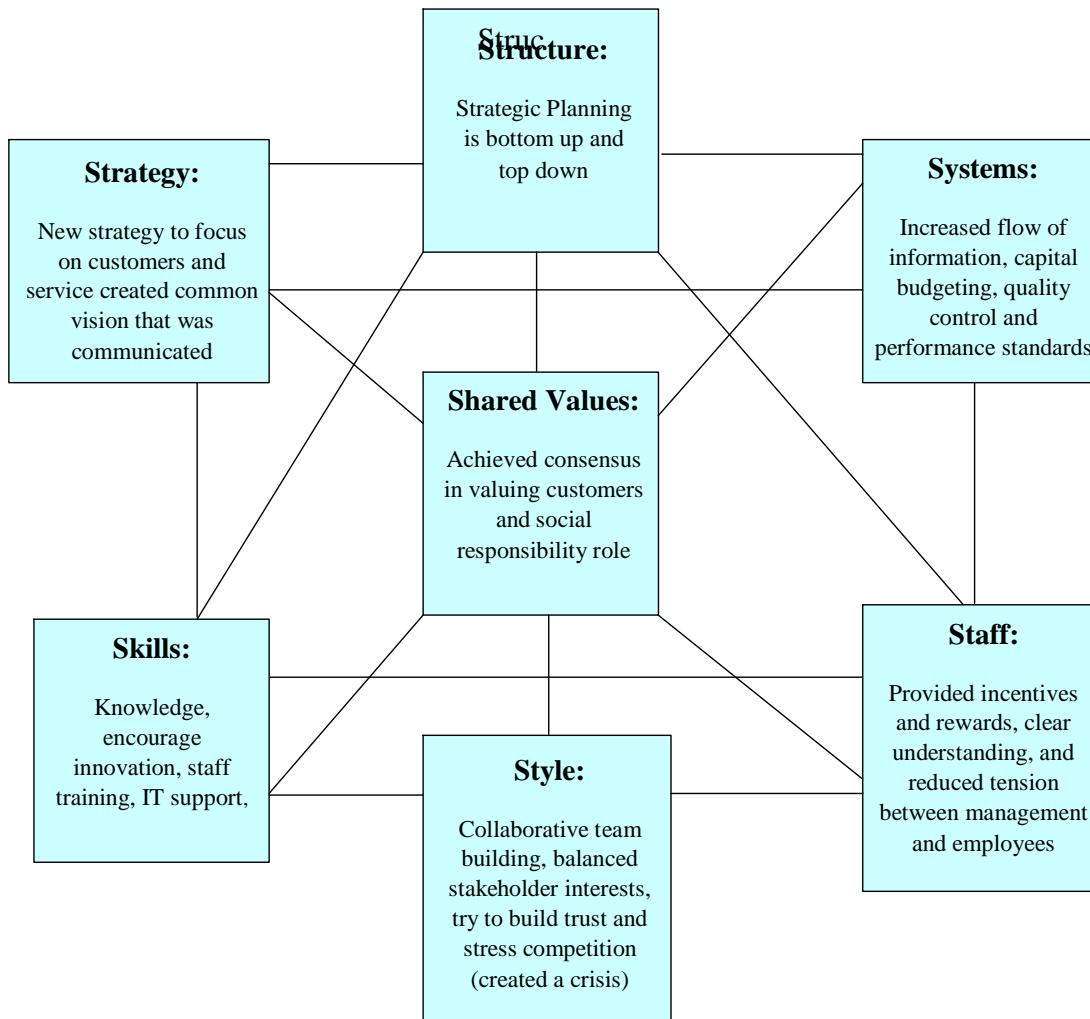 Struc
Structure:
Strategic Planning
is bottom up and
top down
Strategy:
New strategy to focus
on customers and
service created common
vision that was
communicated
Systems:
Increased flow of
information, capital
budgeting, quality
control and
performance standards
Shared Values:
Achieved consensus
in valuing customers
and social
responsibility role
Skills:
Knowledge,
encourage
innovation, staff
training, IT support,
Style:
Collaborative team
building, balanced
stakeholder interests,
try to build trust and
stress competition
(created a crisis)
Staff:
Provided incentives
and rewards, clear
understanding, and
reduced tension
between management
and employees